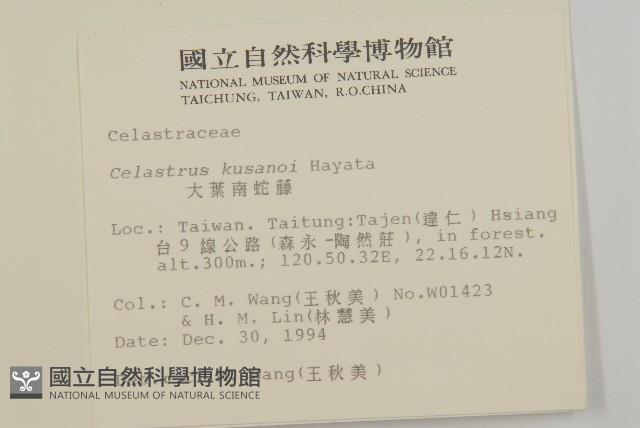 國立自然科學博物館
NATIONAL MUSEUM OF NATURAL SCIENCE
TAICHUNG, TAIWAN, R.O.CHINA
Celastraceae
Celastrus kusanoi Hayata
大葉南蛇藤
Loc.: Taiwan. Taitung:Tajen(達仁) Hsiang
台9線公路(森永-陶然莊), in forest.
alt.300m.; 120.50.32E, 22.16.12N.
Col.: C. M. Wang(王秋美) No.W01423
& H. M. Lin(林慧美)
Date: Dec. 30, 1994
Wang(王秋美)
國立自然科學博物館
NATIONAL MUSEUM OF NATURAL SCIENCE